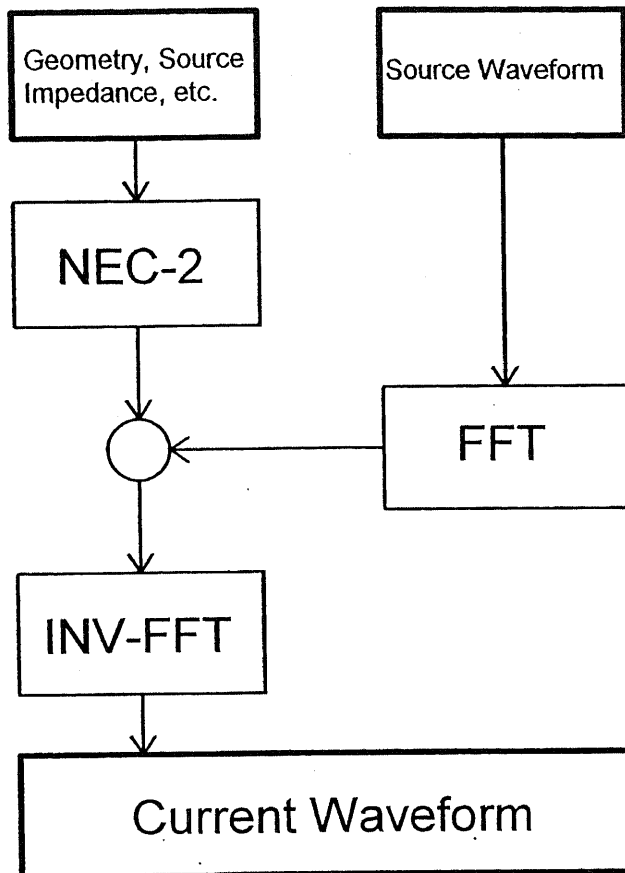 Geometry, Source
Impedance, etc.
Source Waveform
NEC-2
FFT
INV-FFT
Current Waveform